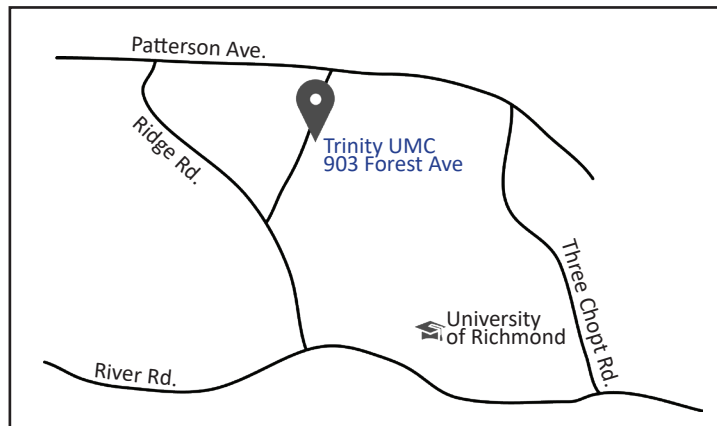 Patterson Ave.
Ridge Rd.
Trinity UMC
903 Forest Ave
Three Chopt Rd.
University
of Richmond
River Rd.